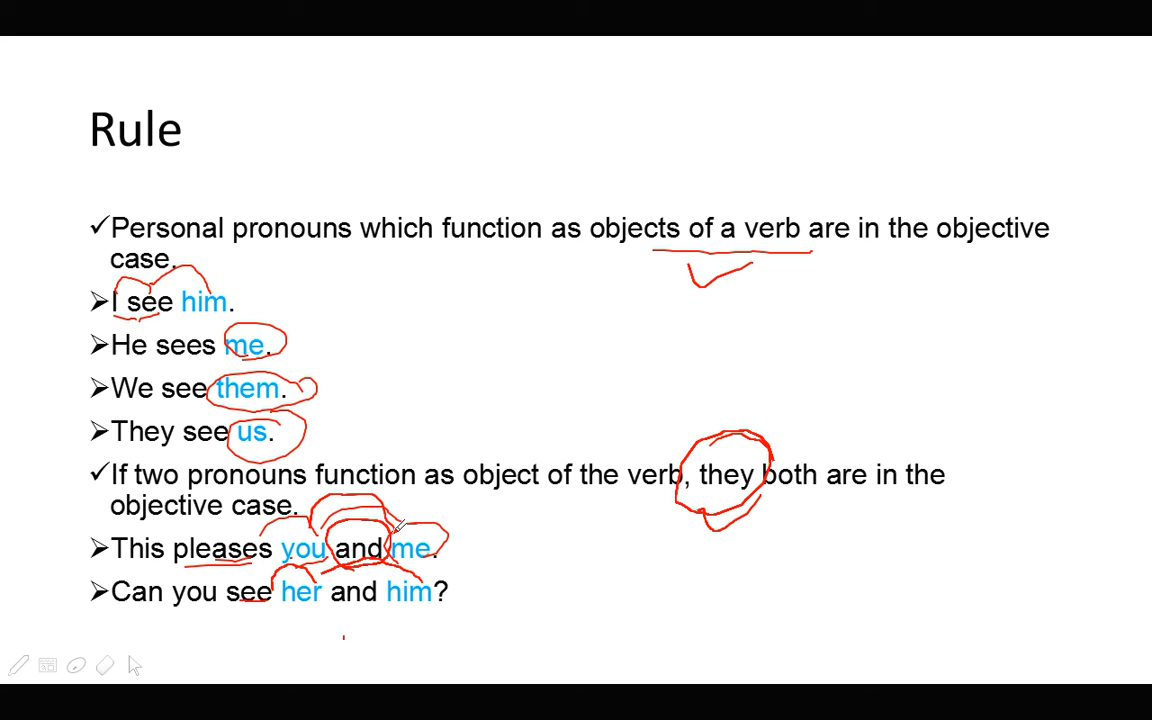 Rule
✓Personal pronouns which function as objects of a verb are in the objective
case.
➢I see him.
➢He sees me.
➢We see them.
➢They see us.
✓If two pronouns function as object of the verb, they both are in the
objective case.
➢This pleases you and me.
➢Can you see her and him?